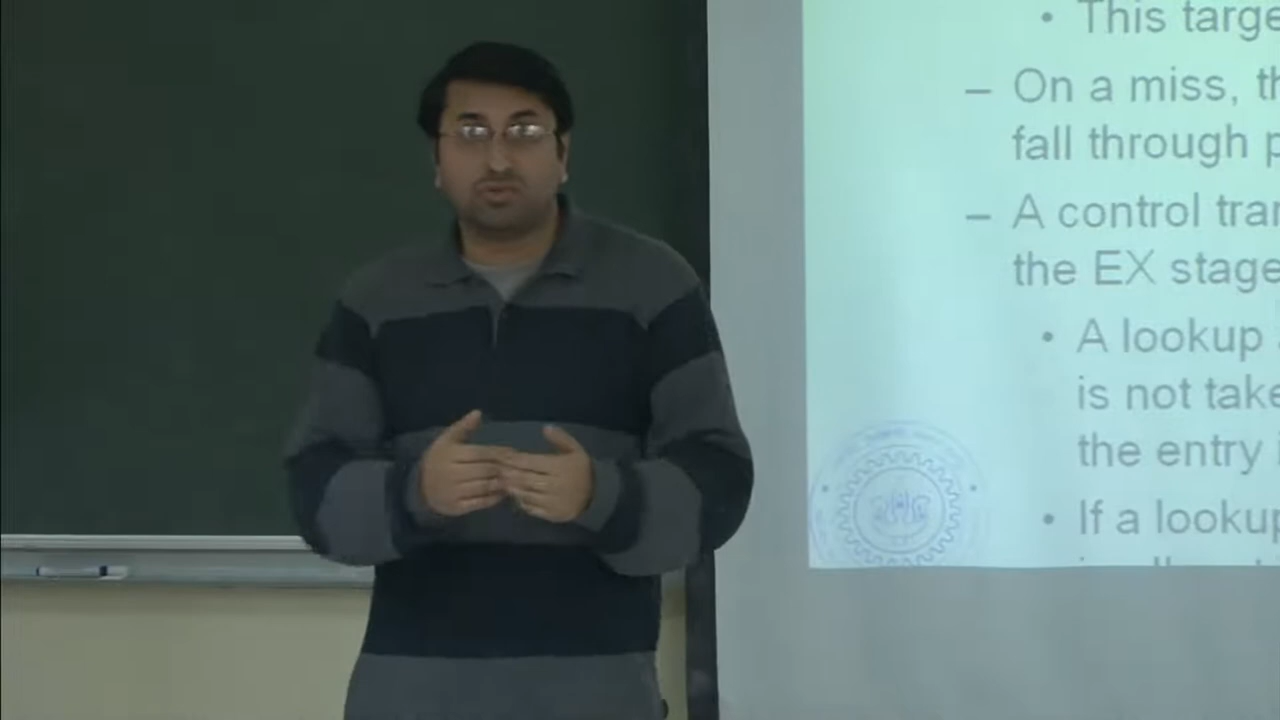 • This targe
– On a miss, th
fall through p
– A control tran
the EX stage
• A lookup
is not take
the entry
• If a lookup